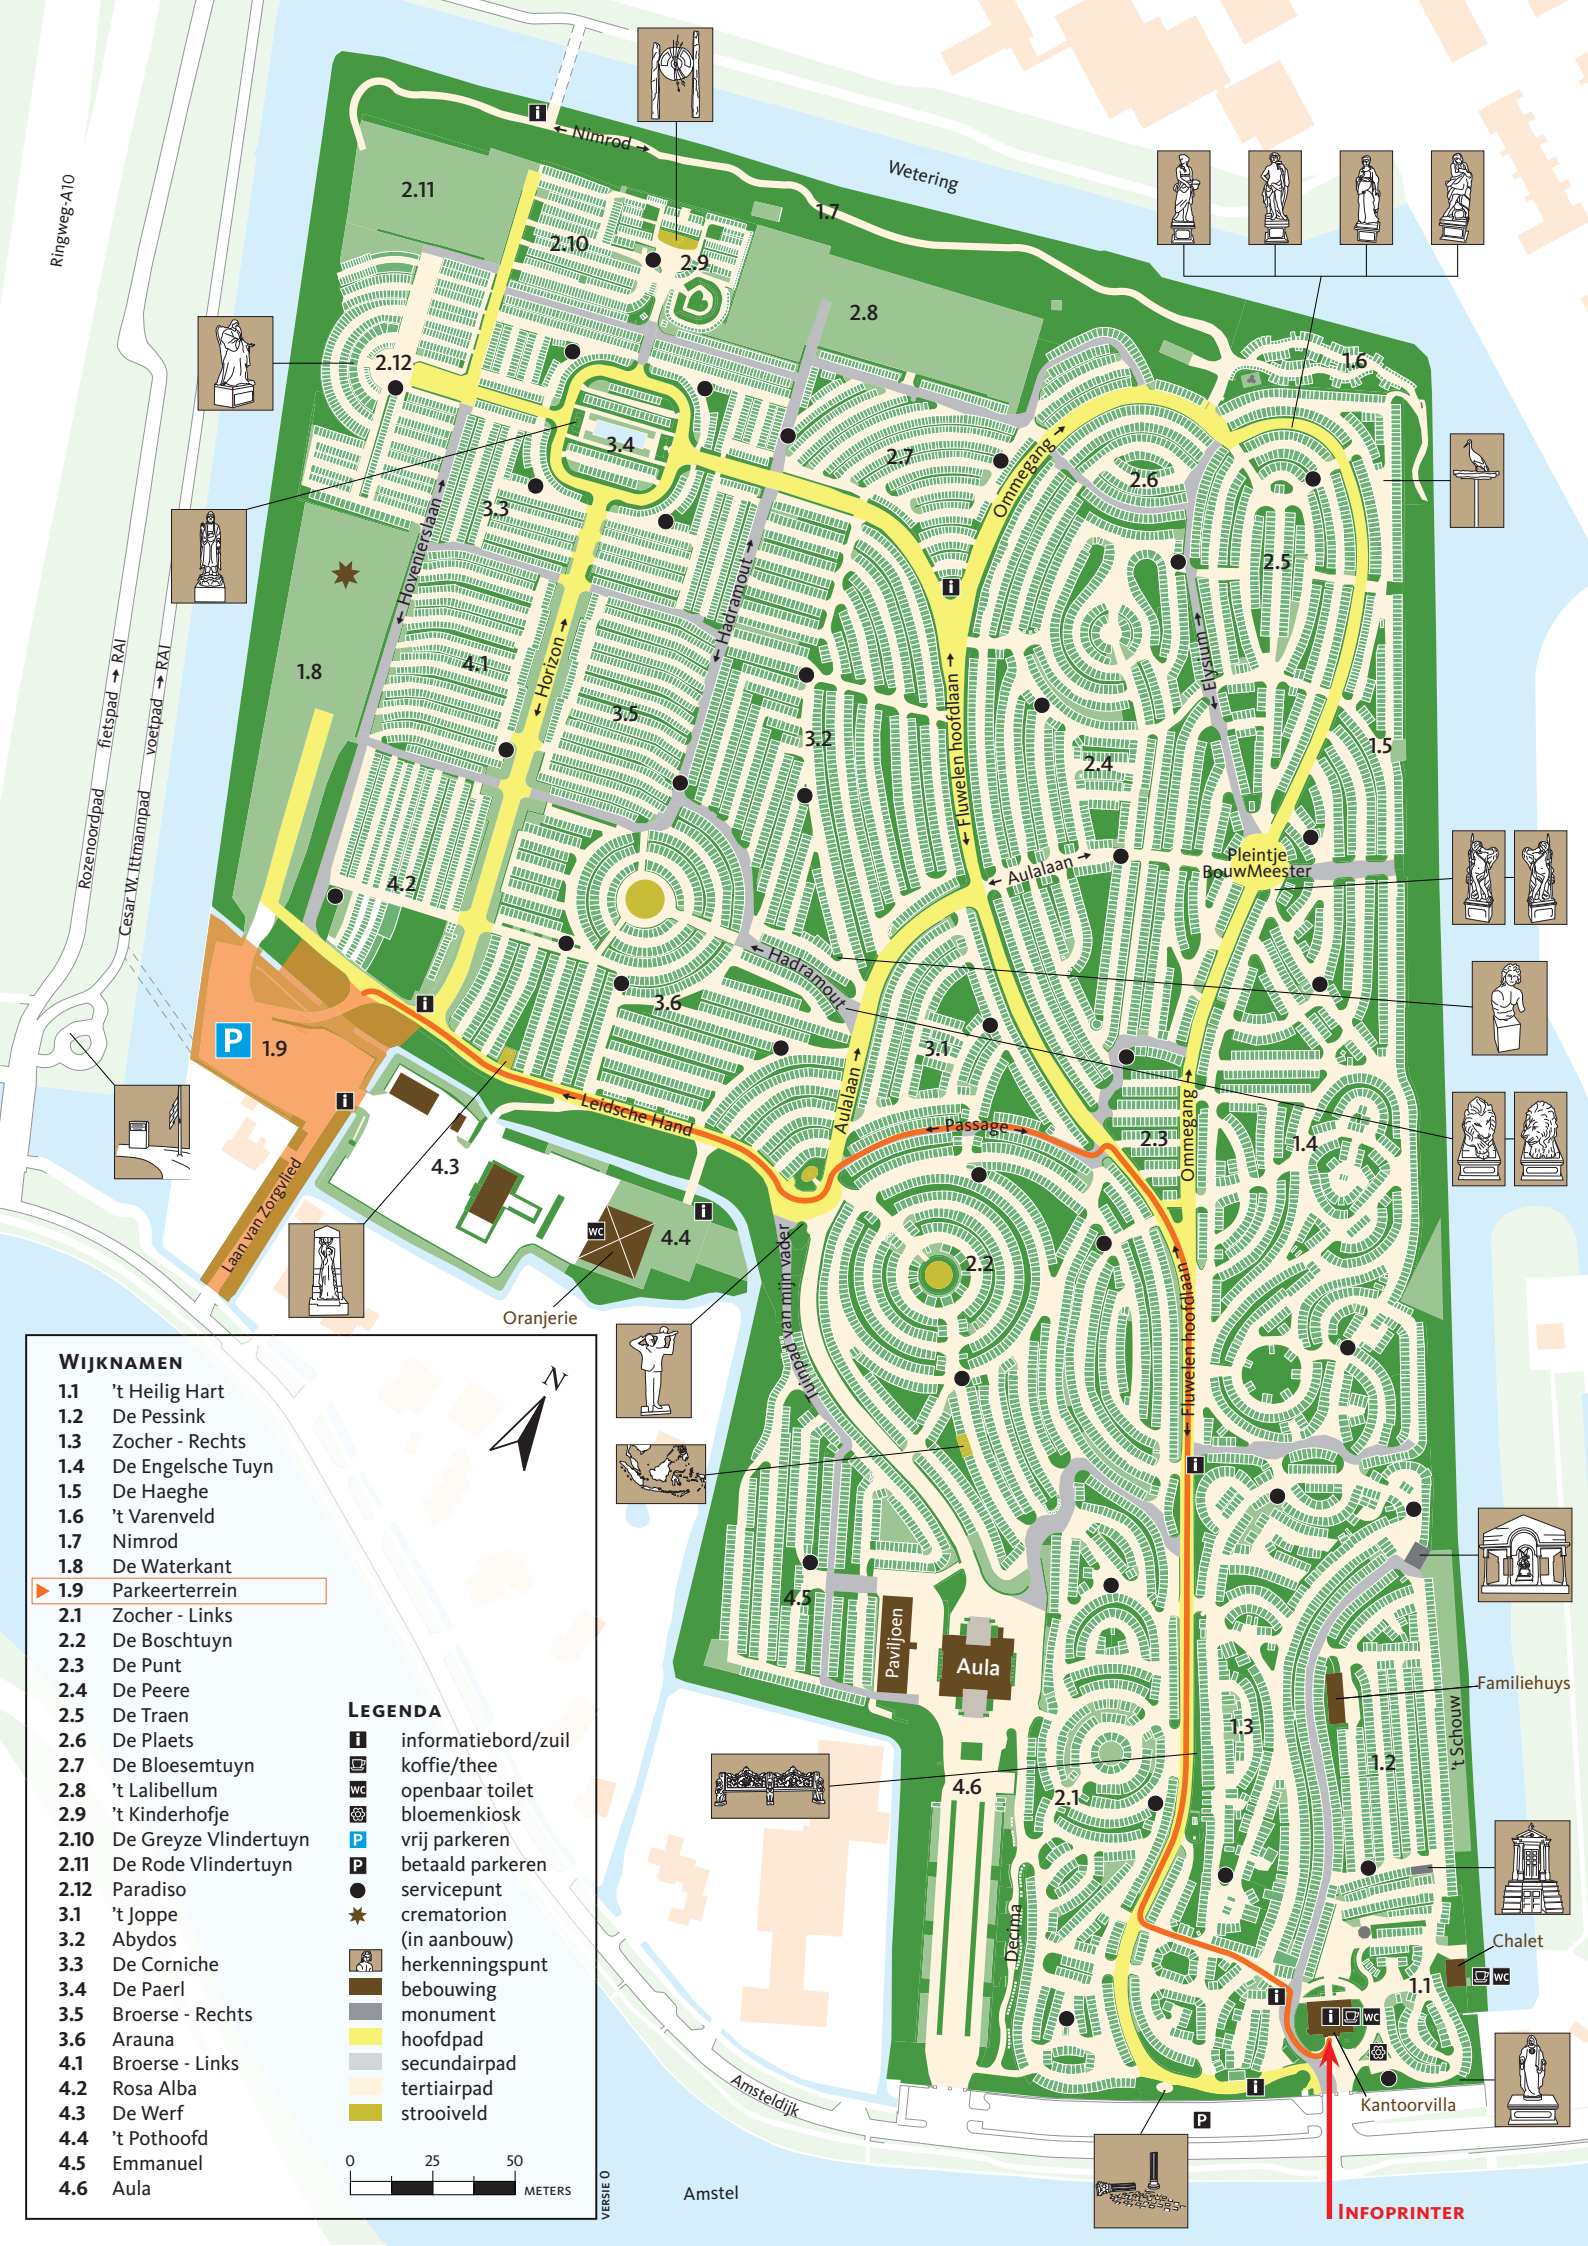 Nimrod
Wetering
Ringweg-A10
2.11
2.10
2.9
1.7
2.8
1.6
2.12
3.4
2.7
Ommegang
2.6
3.3
2.5
Hovenierslaan
Hadramout
Elysium
fietspad → RAI
voetpad → RAI
1.8
4.1
Horizon
3.5
3.2
Fluwelen hoofdlaan
2.4
1.5
Rozenoordpad
Cesar W. Ittmannpad
4.2
Aulalaan
Pleintje
BouwMeester
Hadramout
3.6
3.1
P 1.9
Aulalaan
Leidsche Hand
Passage
2.3
Ommegang
1.4
4.3
Laan van Zorgvlied
WC
4.4
2.2
Oranjerie
Tuinpad van mijn vader
Fluwelen hoofdlaan
4.5
Paviljoen
Aula
Familiehuys
't Schouw
1.3
1.2
4.6
2.1
Decima
Chalet
WC
1.1
WC
Kantoorvilla
P
Amsteldijk
Amstel
INFOPRINTER
WIJKNAMEN
1.1 't Heilig Hart
1.2 De Pessink
1.3 Zocher - Rechts
1.4 De Engelsche Tuyn
1.5 De Haeghe
1.6 't Varenveld
1.7 Nimrod
1.8 De Waterkant
1.9 Parkeerterrein
2.1 Zocher - Links
2.2 De Boschtuyn
2.3 De Punt
2.4 De Peere
2.5 De Traen
2.6 De Plaets
2.7 De Bloesemtuyn
2.8 't Lalibellum
2.9 't Kinderhofje
2.10 De Greyze Vlindertuyn
2.11 De Rode Vlindertuyn
2.12 Paradiso
3.1 't Joppe
3.2 Abydos
3.3 De Corniche
3.4 De Paerl
3.5 Broerse - Rechts
3.6 Arauna
4.1 Broerse - Links
4.2 Rosa Alba
4.3 De Werf
4.4 't Pothoofd
4.5 Emmanuel
4.6 Aula
N
LEGENDA
i informatiebord/zuil
koffie/thee
WC openbaar toilet
bloemenkiosk
P vrij parkeren
P betaald parkeren
servicepunt
crematorion
(in aanbouw)
herkenningspunt
bebouwing
monument
hoofdpad
secundairpad
tertiairpad
strooiveld
0 25 50
METERS
VERSIE O